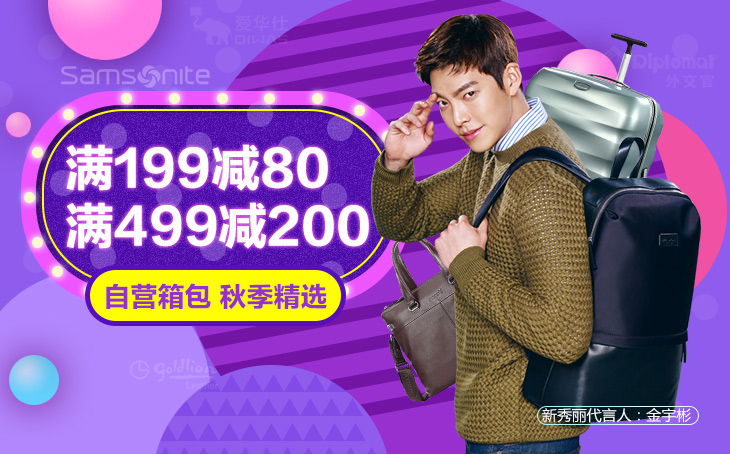 爱华仕
OIWAS
Samsonite
Diplomat
外交官
满199减80
满499减200
自营箱包 秋季精选
goldlion
新秀丽代言人：金宇彬